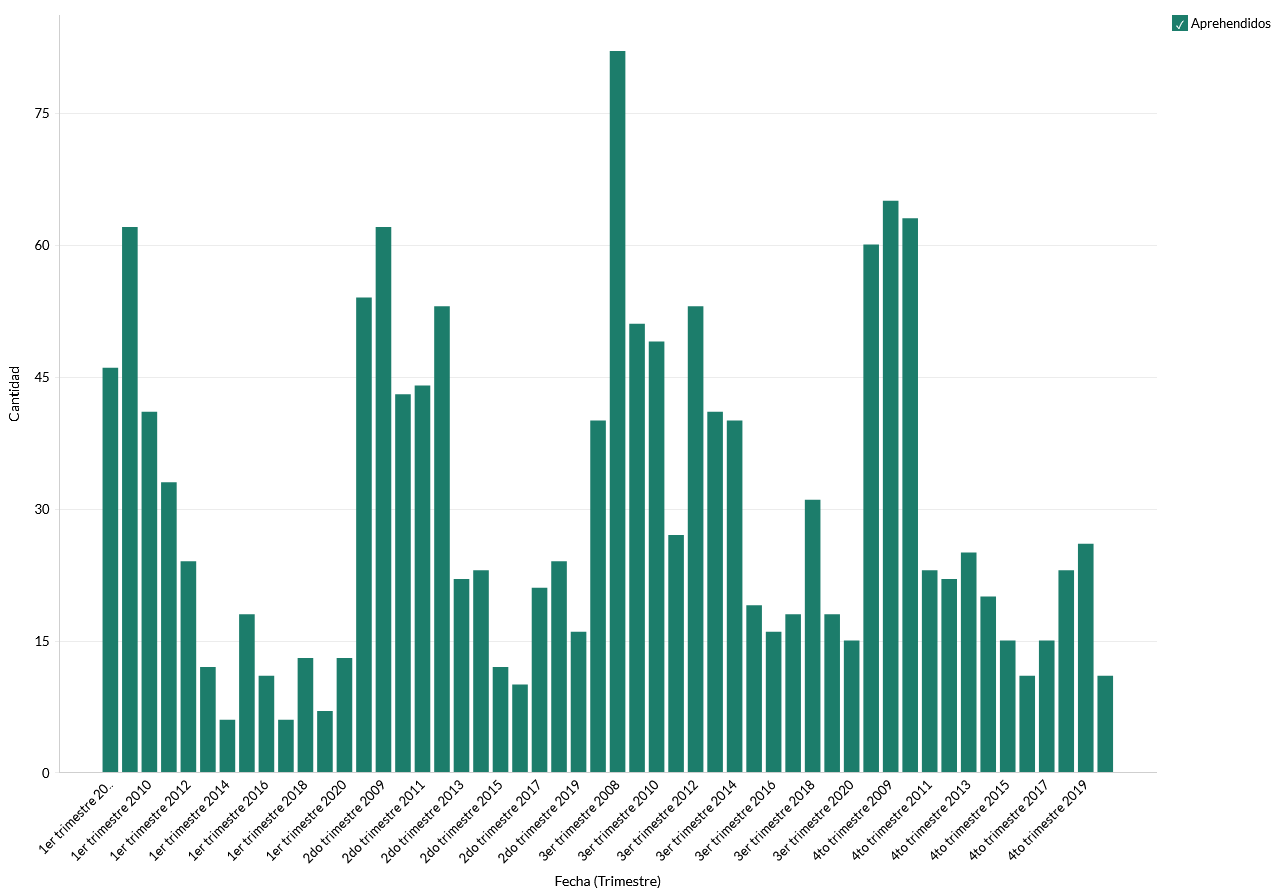 Aprehendidos
75
60
45
30
15
0
Cantidad
1er trimestre 20..
1er trimestre 2010
1er trimestre 2012
1er trimestre 2014
1er trimestre 2016
1er trimestre 2018
1er trimestre 2020
2do trimestre 2009
2do trimestre 2011
2do trimestre 2013
2do trimestre 2015
2do trimestre 2017
2do trimestre 2019
3er trimestre 2008
3er trimestre 2010
3er trimestre 2012
3er trimestre 2014
3er trimestre 2016
3er trimestre 2018
3er trimestre 2020
4to trimestre 2009
4to trimestre 2011
4to trimestre 2013
4to trimestre 2015
4to trimestre 2017
4to trimestre 2019
Fecha (Trimestre)